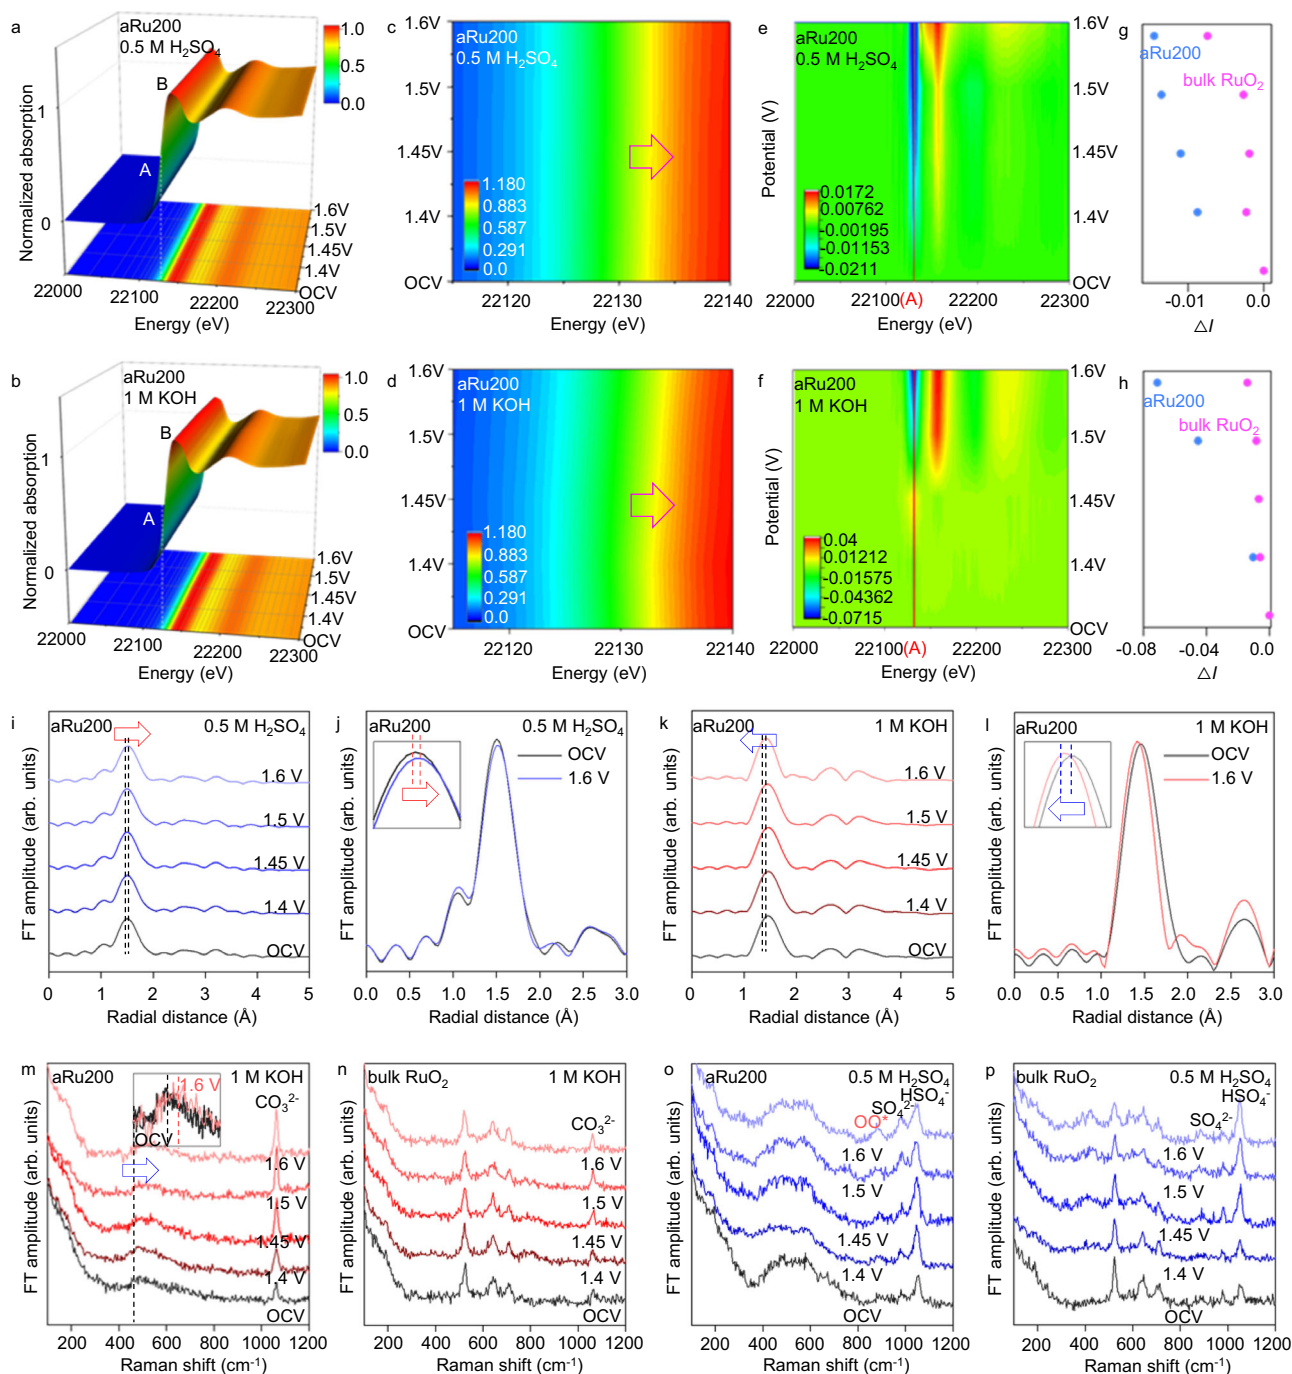 a
aRu200
0.5 M H₂SO₄
1.0
0.5
0.0
B
A
1
0
Normalized absorption
1.6V
1.5V
1.45V
1.4V
OCV
22000
22100
22200
22300
Energy (eV)
c
1.6V
aRu200
0.5 M H₂SO₄
1.5V
1.45V
1.4V
OCV
1.180
0.883
0.587
0.291
0.0
22120
22130
22140
Energy (eV)
e
aRu200
0.5 M H₂SO₄
1.6V
1.5V
1.45V
1.4V
OCV
Potential (V)
0.0172
0.00762
-0.00195
-0.01153
-0.0211
22000
22100
(A)
22200
22300
Energy (eV)
g
aRu200
bulk RuO₂
-0.01
0.0
△I
b
aRu200
1 M KOH
1.0
0.5
0.0
B
A
1
0
Normalized absorption
1.6V
1.5V
1.45V
1.4V
OCV
22000
22100
22200
22300
Energy (eV)
d
1.6V
aRu200
1 M KOH
1.5V
1.45V
1.4V
OCV
1.180
0.883
0.587
0.291
0.0
22120
22130
22140
Energy (eV)
f
aRu200
1 M KOH
1.6V
1.5V
1.45V
1.4V
OCV
Potential (V)
0.04
0.01212
-0.01575
-0.04362
-0.0715
22000
22100
(A)
22200
22300
Energy (eV)
h
aRu200
bulk RuO₂
-0.08
-0.04
0.0
△I
i
aRu200
0.5 M H₂SO₄
1.6 V
1.5 V
1.45 V
1.4 V
OCV
FT amplitude (arb. units)
0 1 2 3 4 5
Radial distance (Å)
j
aRu200
0.5 M H₂SO₄
OCV
1.6 V
FT amplitude (arb. units)
0.0 0.5 1.0 1.5 2.0 2.5 3.0
Radial distance (Å)
k
aRu200
1 M KOH
1.6 V
1.5 V
1.45 V
1.4 V
OCV
FT amplitude (arb. units)
0 1 2 3 4 5
Radial distance (Å)
l
aRu200
1 M KOH
OCV
1.6 V
FT amplitude (arb. units)
0.0 0.5 1.0 1.5 2.0 2.5 3.0
Radial distance (Å)
m
aRu200
1 M KOH
1.6 V
OCV
CO₃²⁻
1.6 V
1.5 V
1.45 V
1.4 V
OCV
FT amplitude (arb. units)
200 400 600 800 1000 1200
Raman shift (cm⁻¹)
n
bulk RuO₂
1 M KOH
CO₃²⁻
1.6 V
1.5 V
1.45 V
1.4 V
OCV
FT amplitude (arb. units)
200 400 600 800 1000 1200
Raman shift (cm⁻¹)
o
aRu200
0.5 M H₂SO₄
HSO₄⁻
SO₄²⁻
OO*
1.6 V
1.5 V
1.45 V
1.4 V
OCV
FT amplitude (arb. units)
200 400 600 800 1000 1200
Raman shift (cm⁻¹)
p
bulk RuO₂
0.5 M H₂SO₄
HSO₄⁻
SO₄²⁻
1.6 V
1.5 V
1.45 V
1.4 V
OCV
FT amplitude (arb. units)
200 400 600 800 1000 1200
Raman shift (cm⁻¹)